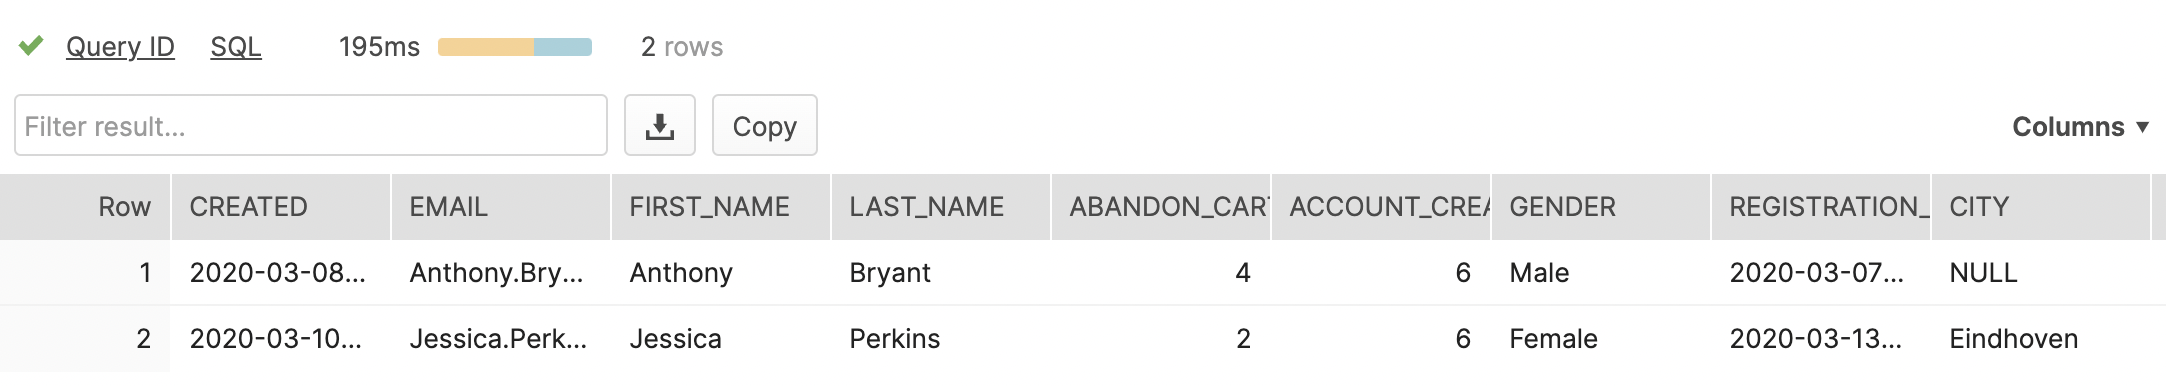 Query ID SQL 195ms 2 rows
Filter result... Copy Columns
Row CREATED EMAIL FIRST_NAME LAST_NAME ABANDON_CAR ACCOUNT_CREA GENDER REGISTRATION_ CITY
1 2020-03-08... Anthony.Bry... Anthony Bryant 4 6 Male 2020-03-07... NULL
2 2020-03-10... Jessica.Perk... Jessica Perkins 2 6 Female 2020-03-13... Eindhoven